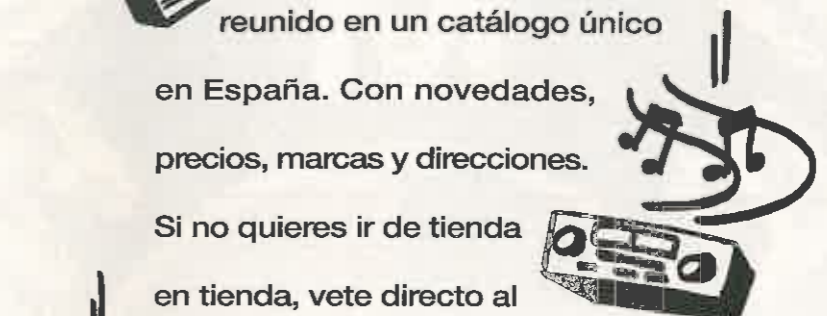 reunido en un catálogo único
en España. Con novedades,
precios, marcas y direcciones.
Si no quieres ir de tienda
en tienda, vete directo al